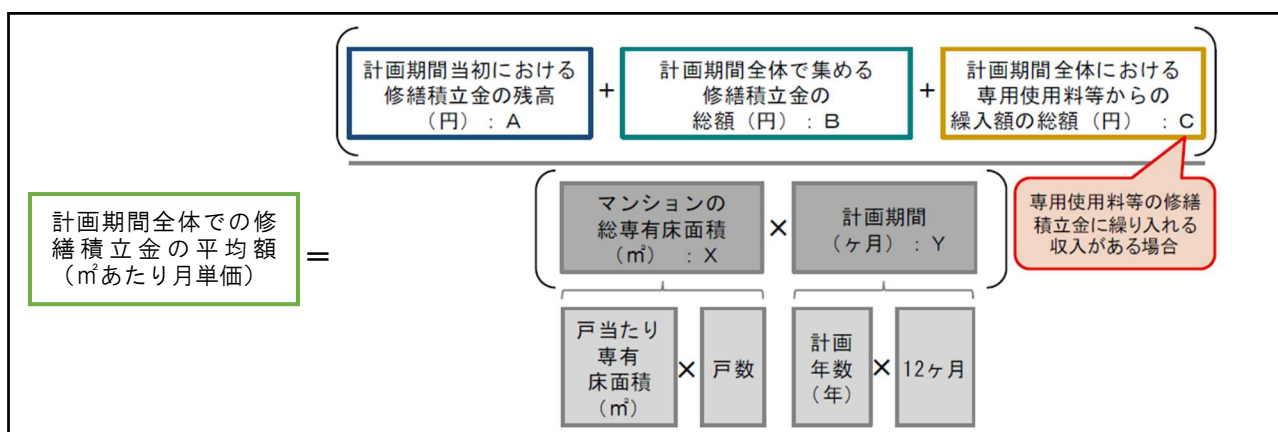 計画期間当初における
修繕積立金の残高
（円）：A
+
計画期間全体で集める
修繕積立金の
総額（円）：B
+
計画期間全体における
専用使用料等からの
繰入額の総額（円）：C
計画期間全体での修
繕積立金の平均額
（㎡あたり月単価）
=
マンションの
総専有床面積
（㎡）：X
×
計画期間
（ヶ月）：Y
専用使用料等の修繕
積立金に繰り入れる
収入がある場合
戸当たり
専有
床面積
（㎡）
×
戸数
計画
年数
（年）
×
12ヶ月